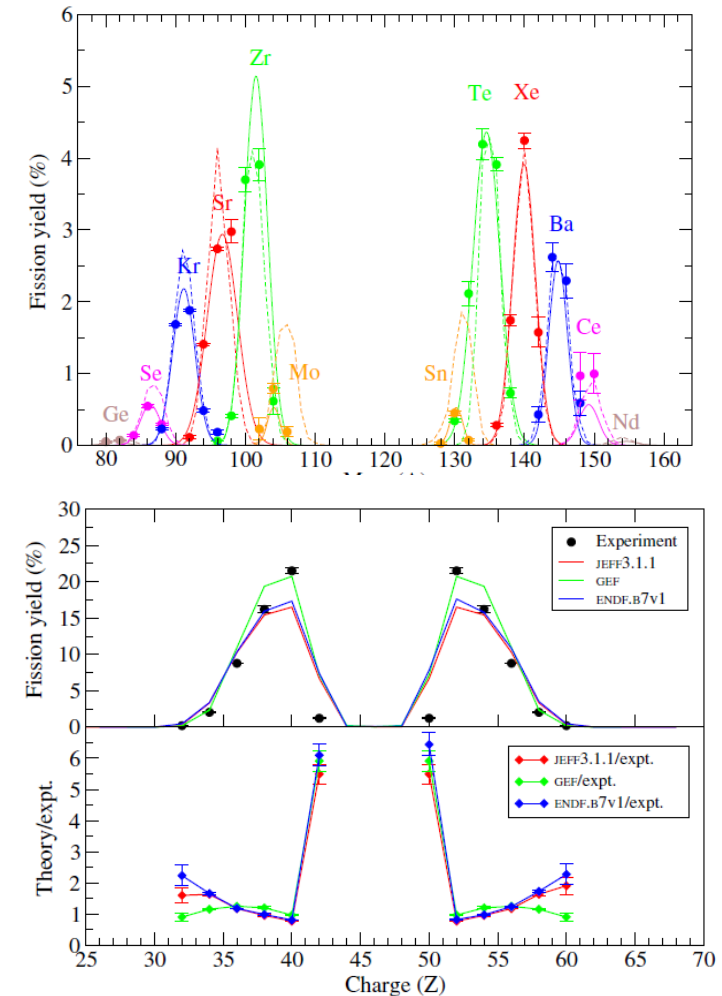 6
5
4
3
2
1
0
Fission yield (%)
Ge
Se
Kr
Sr
Zr
Mo
Sn
Te
Xe
Ba
Ce
Nd
80 90 100 110 120 130 140 150 160
30
25
20
15
10
5
0
Fission yield (%)
Experiment
JEFF3.1.1
GEF
ENDF.B7v1
6
5
4
3
2
1
0
Theory/expt.
JEFF3.1.1/expt.
GEF/expt.
ENDF.B7v1/expt.
25 30 35 40 45 50 55 60 65 70
Charge (Z)